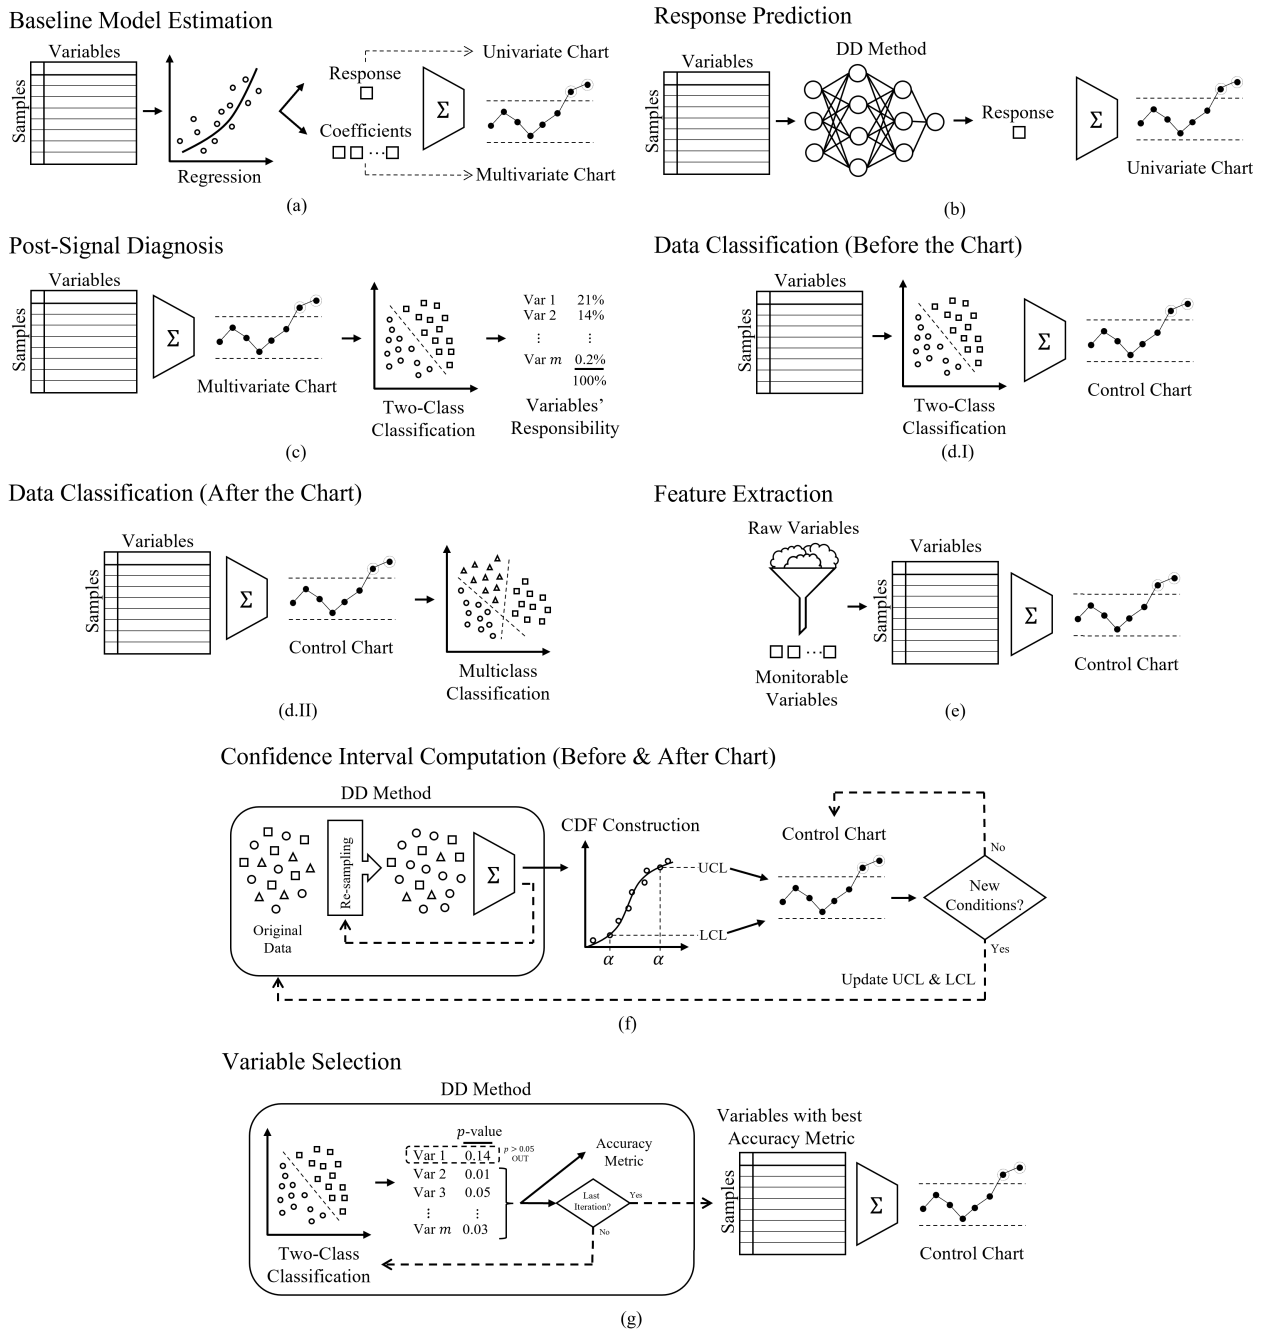 Baseline Model Estimation
Variables
Samples
Regression
Response
Coefficients
...
Σ
Univariate Chart
Multivariate Chart
(a)
Response Prediction
Variables
Samples
DD Method
Response
Σ
Univariate Chart
(b)
Post-Signal Diagnosis
Variables
Samples
Σ
Multivariate Chart
Two-Class
Classification
Var 1 21%
Var 2 14%
⋮ ⋮
Var m 0.2%
100%
Variables’
Responsibility
(c)
Data Classification (Before the Chart)
Variables
Samples
Two-Class
Classification
Σ
Control Chart
(d.I)
Data Classification (After the Chart)
Variables
Samples
Σ
Control Chart
Multiclass
Classification
(d.II)
Feature Extraction
Raw Variables
...
Monitorable
Variables
Variables
Samples
Σ
Control Chart
(e)
Confidence Interval Computation (Before & After Chart)
DD Method
Original
Data
Re-sampling
Σ
CDF Construction
UCL
LCL
α α
Control Chart
New
Conditions?
No
Yes
Update UCL & LCL
(f)
Variable Selection
DD Method
Two-Class
Classification
p-value
Var 1 0.14
p > 0.05
OUT
Var 2 0.01
Var 3 0.05
⋮ ⋮
Var m 0.03
Accuracy
Metric
Last
Iteration?
Yes
No
Variables with best
Accuracy Metric
Samples
Σ
Control Chart
(g)